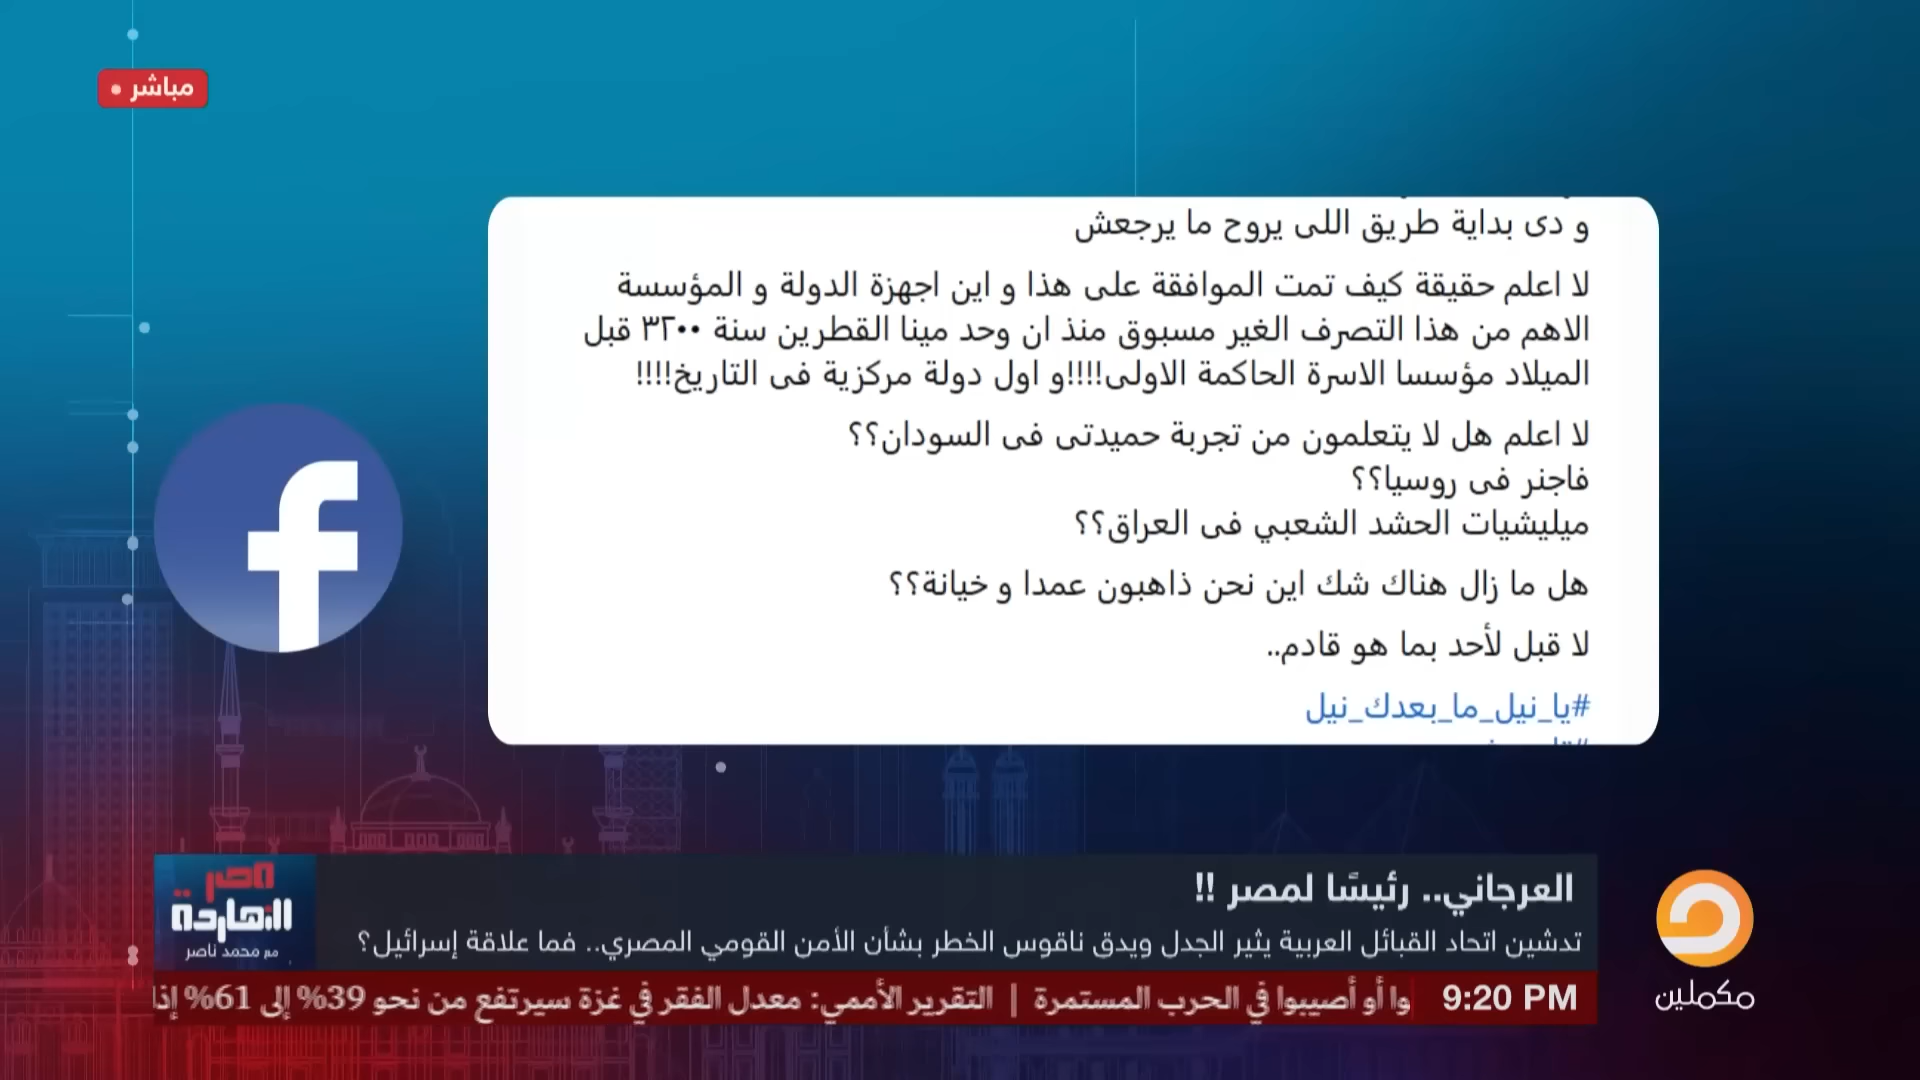 مباشر
و دى بداية طريق اللى يروح ما يرجعش
لا اعلم حقيقة كيف تمت الموافقة على هذا و اين اجهزة الدولة و المؤسسة
الاهم من هذا التصرف الغير مسبوق منذ ان وحد مينا القطرين سنة ٣٢٠٠ قبل
الميلاد مؤسسا الاسرة الحاكمة الاولى!!!!و اول دولة مركزية فى التاريخ!!!!
لا اعلم هل لا يتعلمون من تجربة حميدتى فى السودان؟؟
فاجنر فى روسيا؟؟
ميليشيات الحشد الشعبي فى العراق؟؟
هل ما زال هناك شك اين نحن ذاهبون عمدا و خيانة؟؟
لا قبل لأحد بما هو قادم..
#يا_نيل_ما_بعدك_نيل
العرجاني.. رئيسًا لمصر !!
تدشين اتحاد القبائل العربية يثير الجدل ويدق ناقوس الخطر بشأن الأمن القومي المصري.. فما علاقة إسرائيل؟
مصر
النهاردة
مع محمد ناصر
9:20 PM
وا أو أصيبوا في الحرب المستمرة | التقرير الأممي: معدل الفقر في غزة سيرتفع من نحو 39% إلى 61% إذا
مكملين